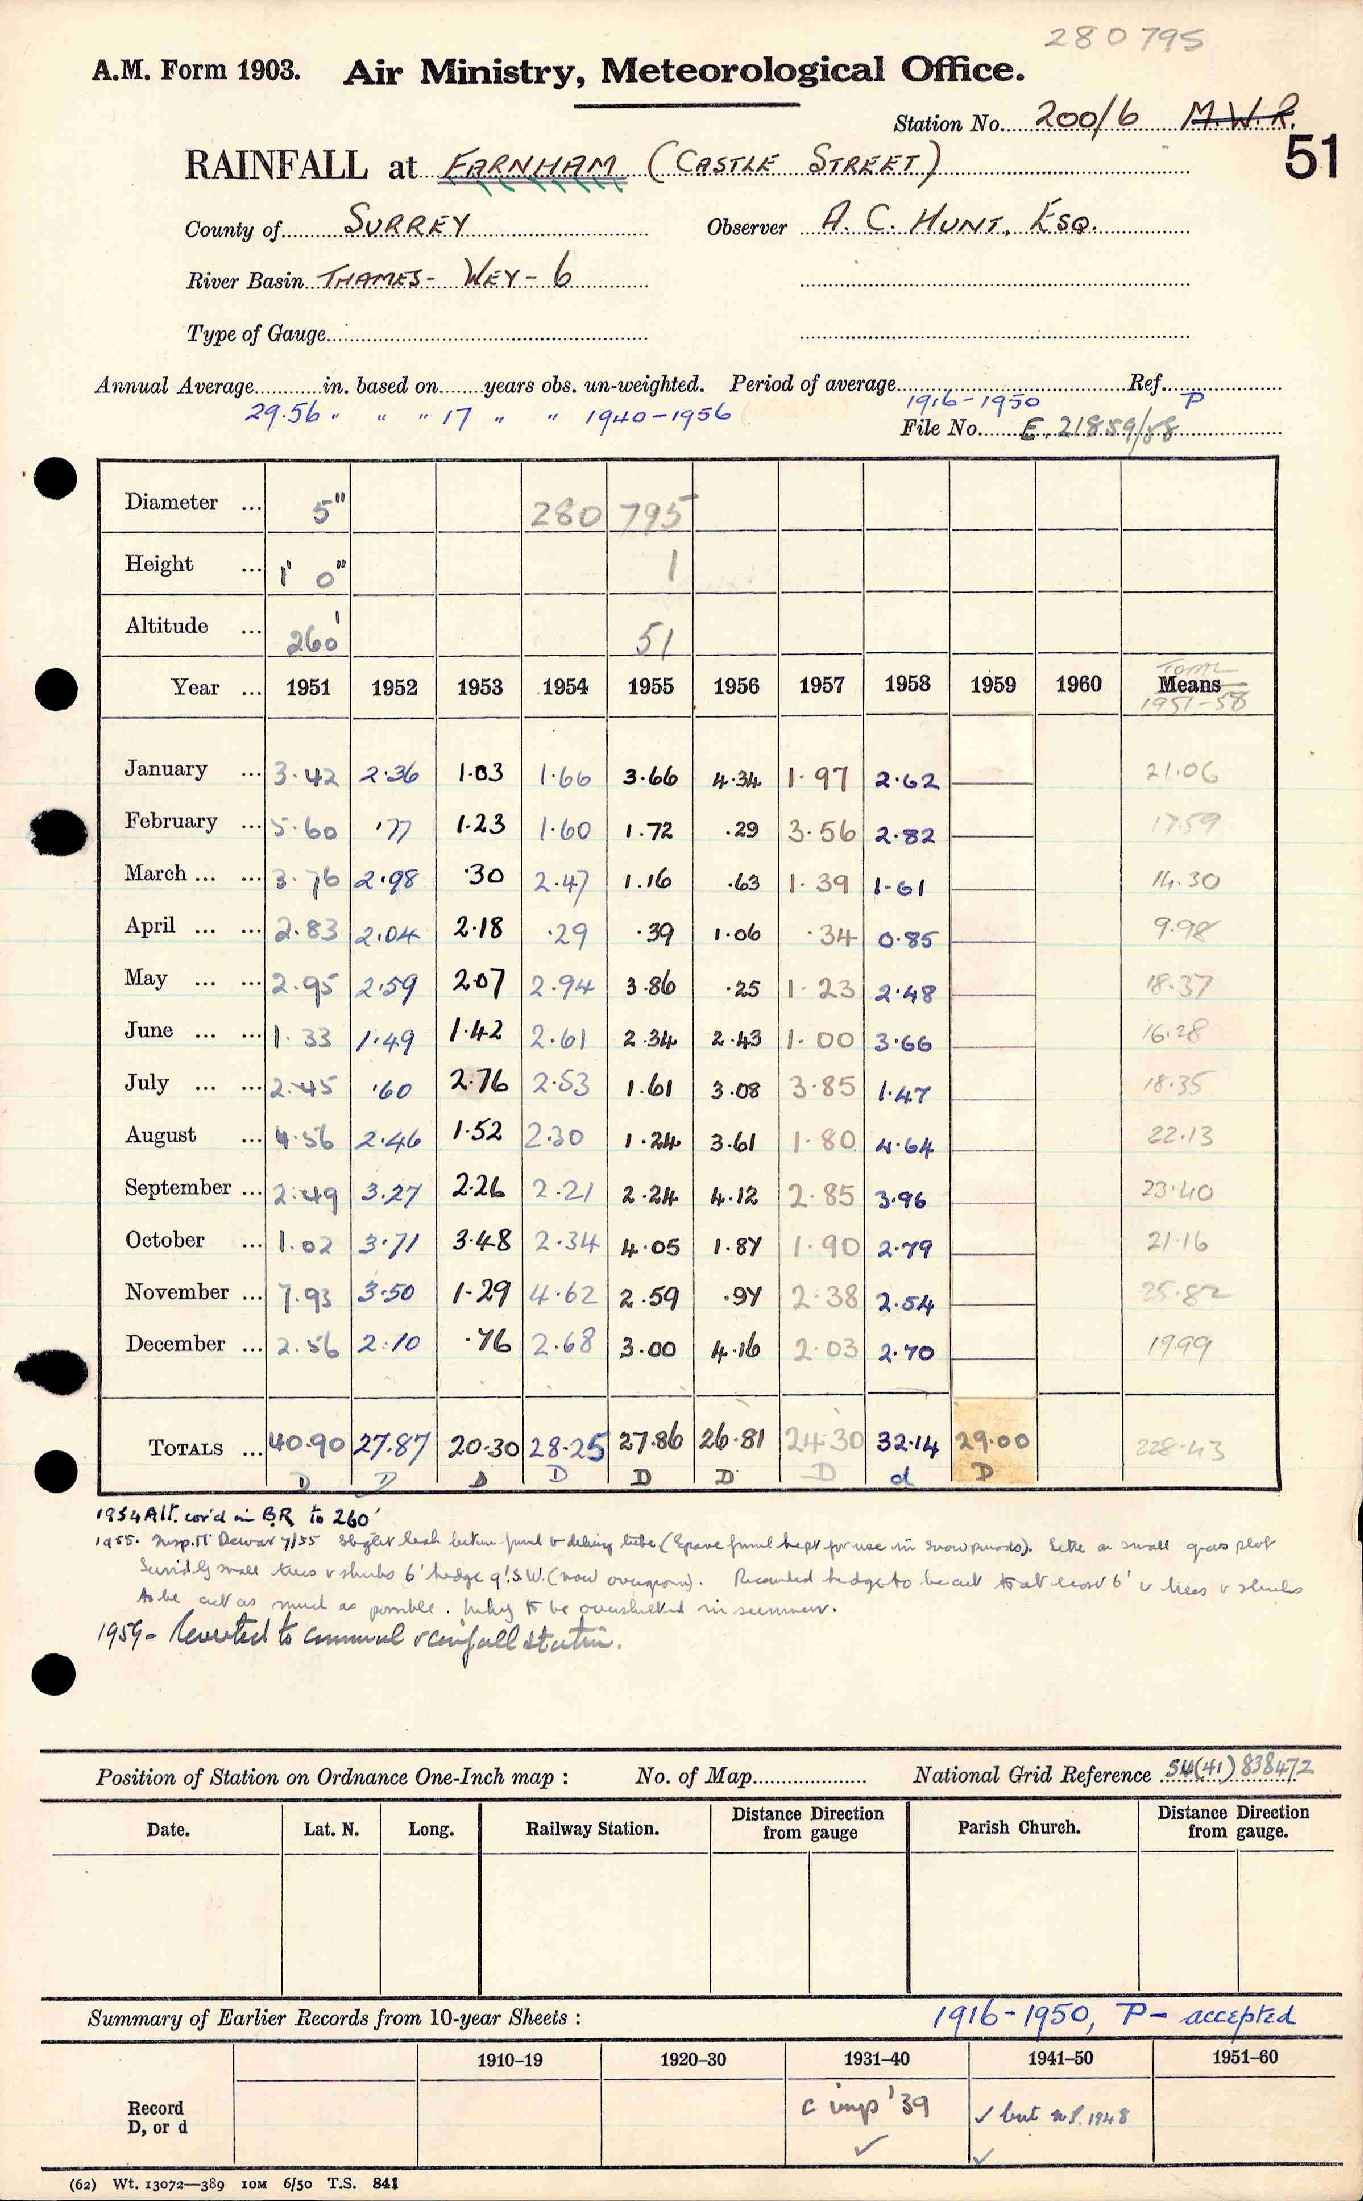 280795
A.M. Form 1903. Air Ministry, Meteorological Office.
Station No. 200/6 M.W.R.
51
RAINFALL at FARNHAM (CASTLE STREET)
County of SURREY Observer A. C. HUNT, ESQ.
River Basin THAMES - WEY - 6
Type of Gauge
Annual Average in. based on years obs. un-weighted. Period of average 1916-1950 Ref. P
29.56 " " " 17 " " 1940-1956
File No. E. 21859/58
Diameter ... 5" 280 795
Height ... 1' 0" 1
Altitude ... 260' 51
Year ... 1951 1952 1953 1954 1955 1956 1957 1958 1959 1960 Total Means 1951-58
January ... 3.42 2.36 1.03 1.66 3.66 4.34 1.97 2.62 21.06
February ... 5.60 .77 1.23 1.60 1.72 .29 3.56 2.82 17.59
March ... ... 3.76 2.98 .30 2.47 1.16 .63 1.39 1.61 14.30
April ... ... 2.83 2.04 2.18 .29 .39 1.06 .34 0.85 9.98
May ... ... 2.95 2.59 2.07 2.94 3.86 .25 1.23 2.48 18.37
June ... ... 1.33 1.49 1.42 2.61 2.34 2.43 1.00 3.66 16.28
July ... ... 2.45 .60 2.76 2.53 1.61 3.08 3.85 1.47 18.35
August ... 4.56 2.46 1.52 2.30 1.24 3.61 1.80 4.64 22.13
September ... 2.49 3.27 2.26 2.21 2.24 4.12 2.85 3.96 23.40
October ... 1.02 3.71 3.48 2.34 4.05 1.87 1.90 2.79 21.16
November ... 7.93 3.50 1.29 4.62 2.59 .97 2.38 2.54 25.82
December ... 2.56 2.10 .76 2.68 3.00 4.16 2.03 2.70 19.99
TOTALS ... 40.90 27.87 20.30 28.25 27.86 26.81 24.30 32.14 29.00 228.43
D D D D D D D d D
1954 Alt. cor'd in BR to 260'
1955. Insp. Dewar 7/55 Slight leak between funnel & delivery tube (Spare funnel kept for use in snow periods). on small grass plot
small trees & shrubs 6' hedge 9' S.W. (now overgrown). hedge to be cut to at least 6' & trees & shrubs
to be cut as much as possible. to be oversheltered in summer.
1959 - Reverted to annual rainfall station.
Position of Station on Ordnance One-Inch map : No. of Map National Grid Reference SU(41)838472
Date. Lat. N. Long. Railway Station. Distance Direction from gauge Parish Church. Distance Direction from gauge.
Summary of Earlier Records from 10-year Sheets : 1916-1950, P - accepted
1910-19 1920-30 1931-40 1941-50 1951-60
Record D, or d c imp '39 ✓ ✓ but 1948 ✓
(62) Wt. 13072—389 10M 6/50 T.S. 841